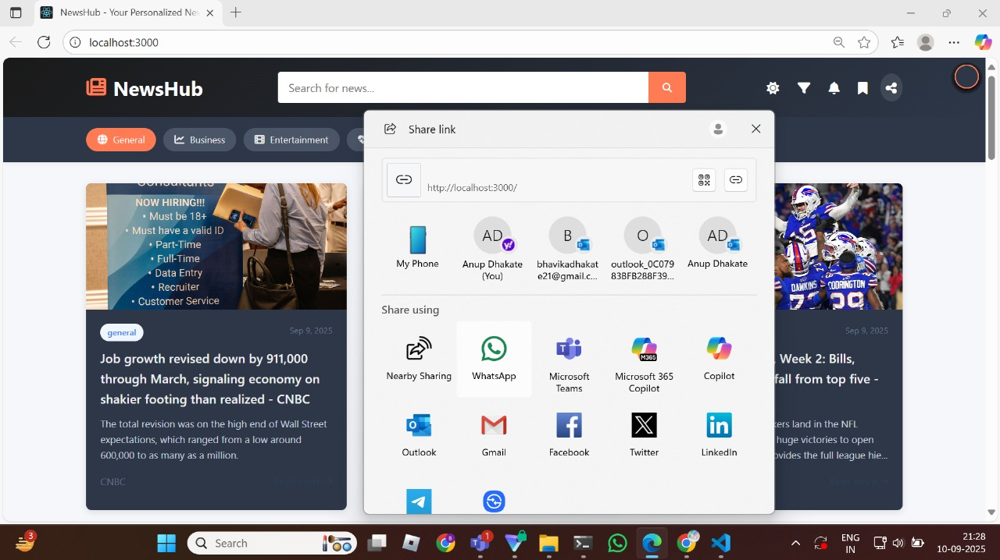 NewsHub - Your Personalized Nev
localhost:3000
NewsHub
Search for news...
General
Business
Entertainment
Share link
http://localhost:3000/
My Phone
AD
Anup Dhakate
(You)
B
bhavikadhakat
e21@gmail.c...
O
outlook_0C079
83BFB288F39...
AD
Anup Dhakate
Share using
Nearby Sharing
WhatsApp
Microsoft
Teams
M365
Microsoft 365
Copilot
Copilot
Outlook
Gmail
Facebook
Twitter
LinkedIn
Consultants
NOW HIRING!!!
• Must be 18+
• Must have a valid ID
• Part-Time
• Full-Time
• Data Entry
• Recruiter
• Customer Service
general
Sep 9, 2025
Job growth revised down by 911,000
through March, signaling economy on
shakier footing than realized - CNBC
The total revision was on the high end of Wall Street
expectations, which ranged from a low around
600,000 to as many as a million.
CNBC
Read more
DAWKINS
CODRINGTON
29
Sep 9, 2025
, Week 2: Bills,
fall from top five -
kers land in the NFL
huge victories to open
ovides the full league hie...
Read more
3
Search
1
ENG
IN
21:28
10-09-2025